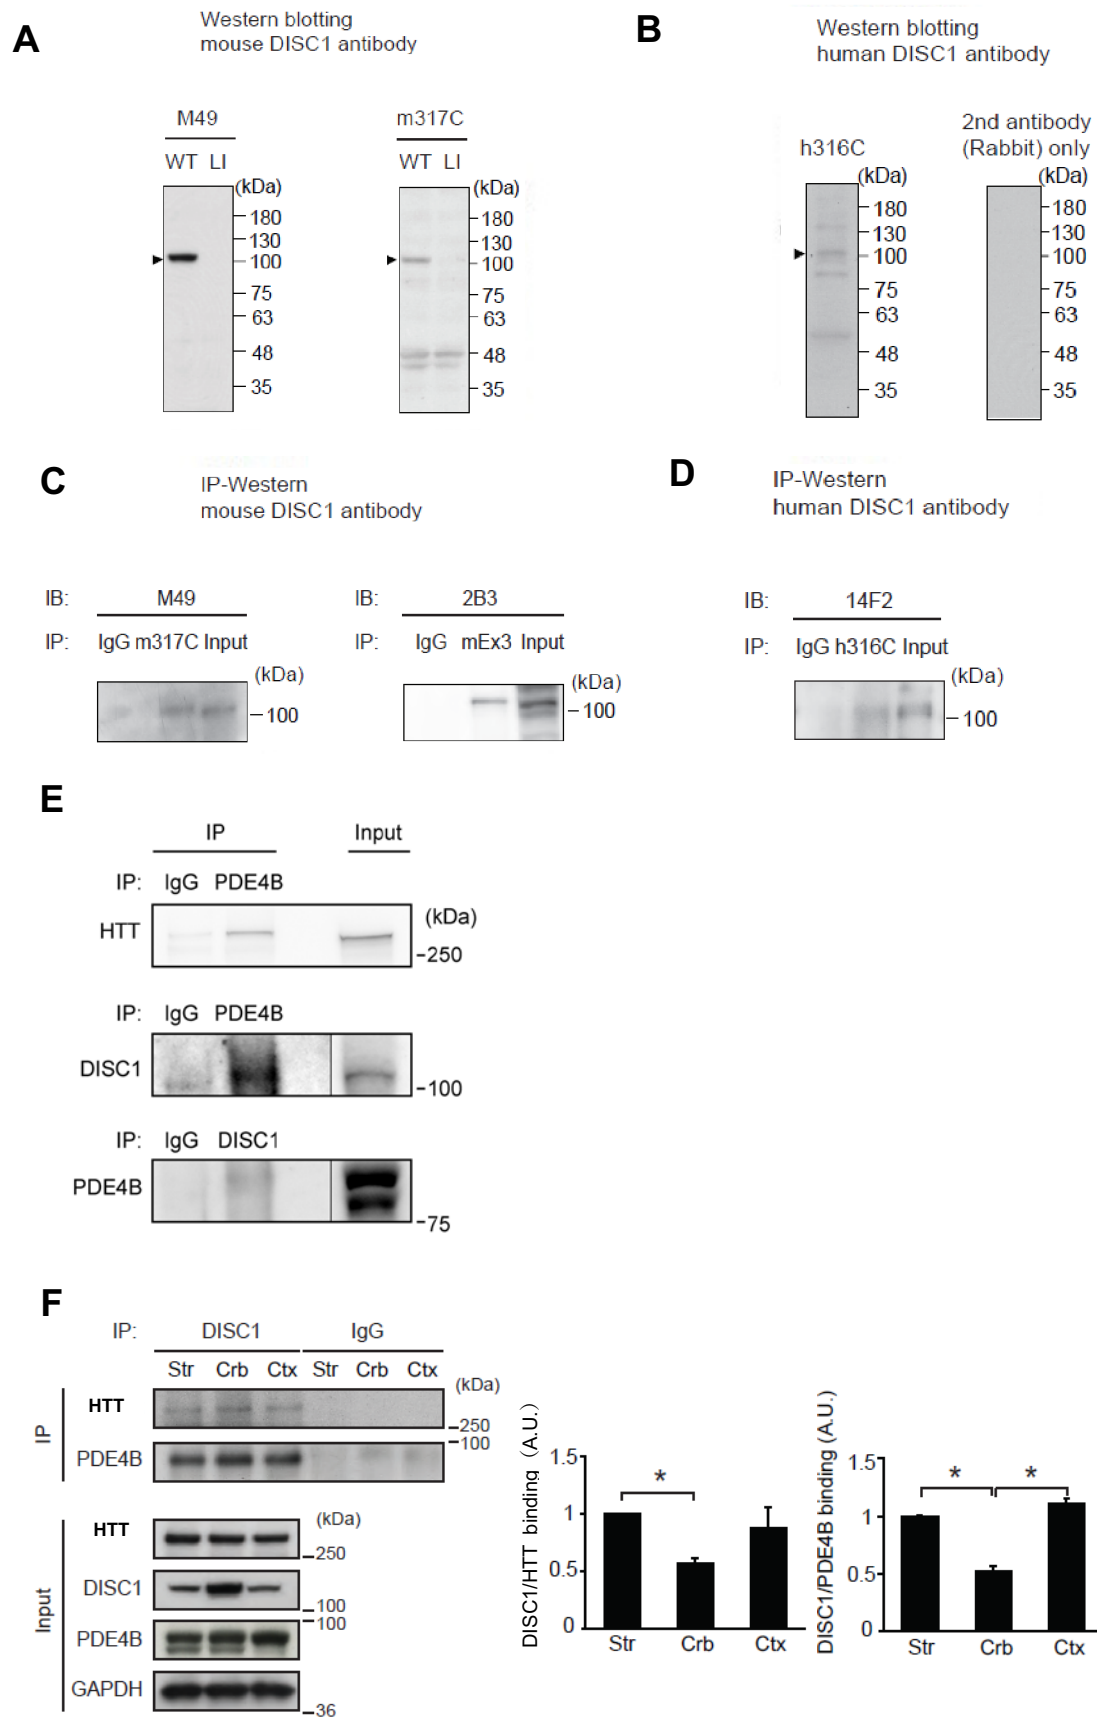 A
Western blotting
mouse DISC1 antibody
M49
WT LI
(kDa)
180
130
100
75
63
48
35
m317C
WT LI
(kDa)
180
130
100
75
63
48
35
B
Western blotting
human DISC1 antibody
h316C
(kDa)
180
130
100
75
63
48
35
2nd antibody
(Rabbit) only
(kDa)
180
130
100
75
63
48
35
C
IP-Western
mouse DISC1 antibody
IB: M49
IP: IgG m317C Input
(kDa)
100
IB: 2B3
IP: IgG mEx3 Input
(kDa)
100
D
IP-Western
human DISC1 antibody
IB: 14F2
IP: IgG h316C Input
(kDa)
100
E
IP Input
IP: IgG PDE4B
(kDa)
HTT
-250
IP: IgG PDE4B
DISC1
-100
IP: IgG DISC1
PDE4B
-75
F
IP: DISC1 IgG
Str Crb Ctx Str Crb Ctx
(kDa)
IP
HTT
250
100
PDE4B
Input
HTT
(kDa)
250
DISC1
100
100
PDE4B
GAPDH
36
DISC1/HTT binding (A.U.)
1.5
1
0.5
0
*
Str Crb Ctx
DISC1/PDE4B binding (A.U.)
1.5
1
0.5
0
* *
Str Crb Ctx